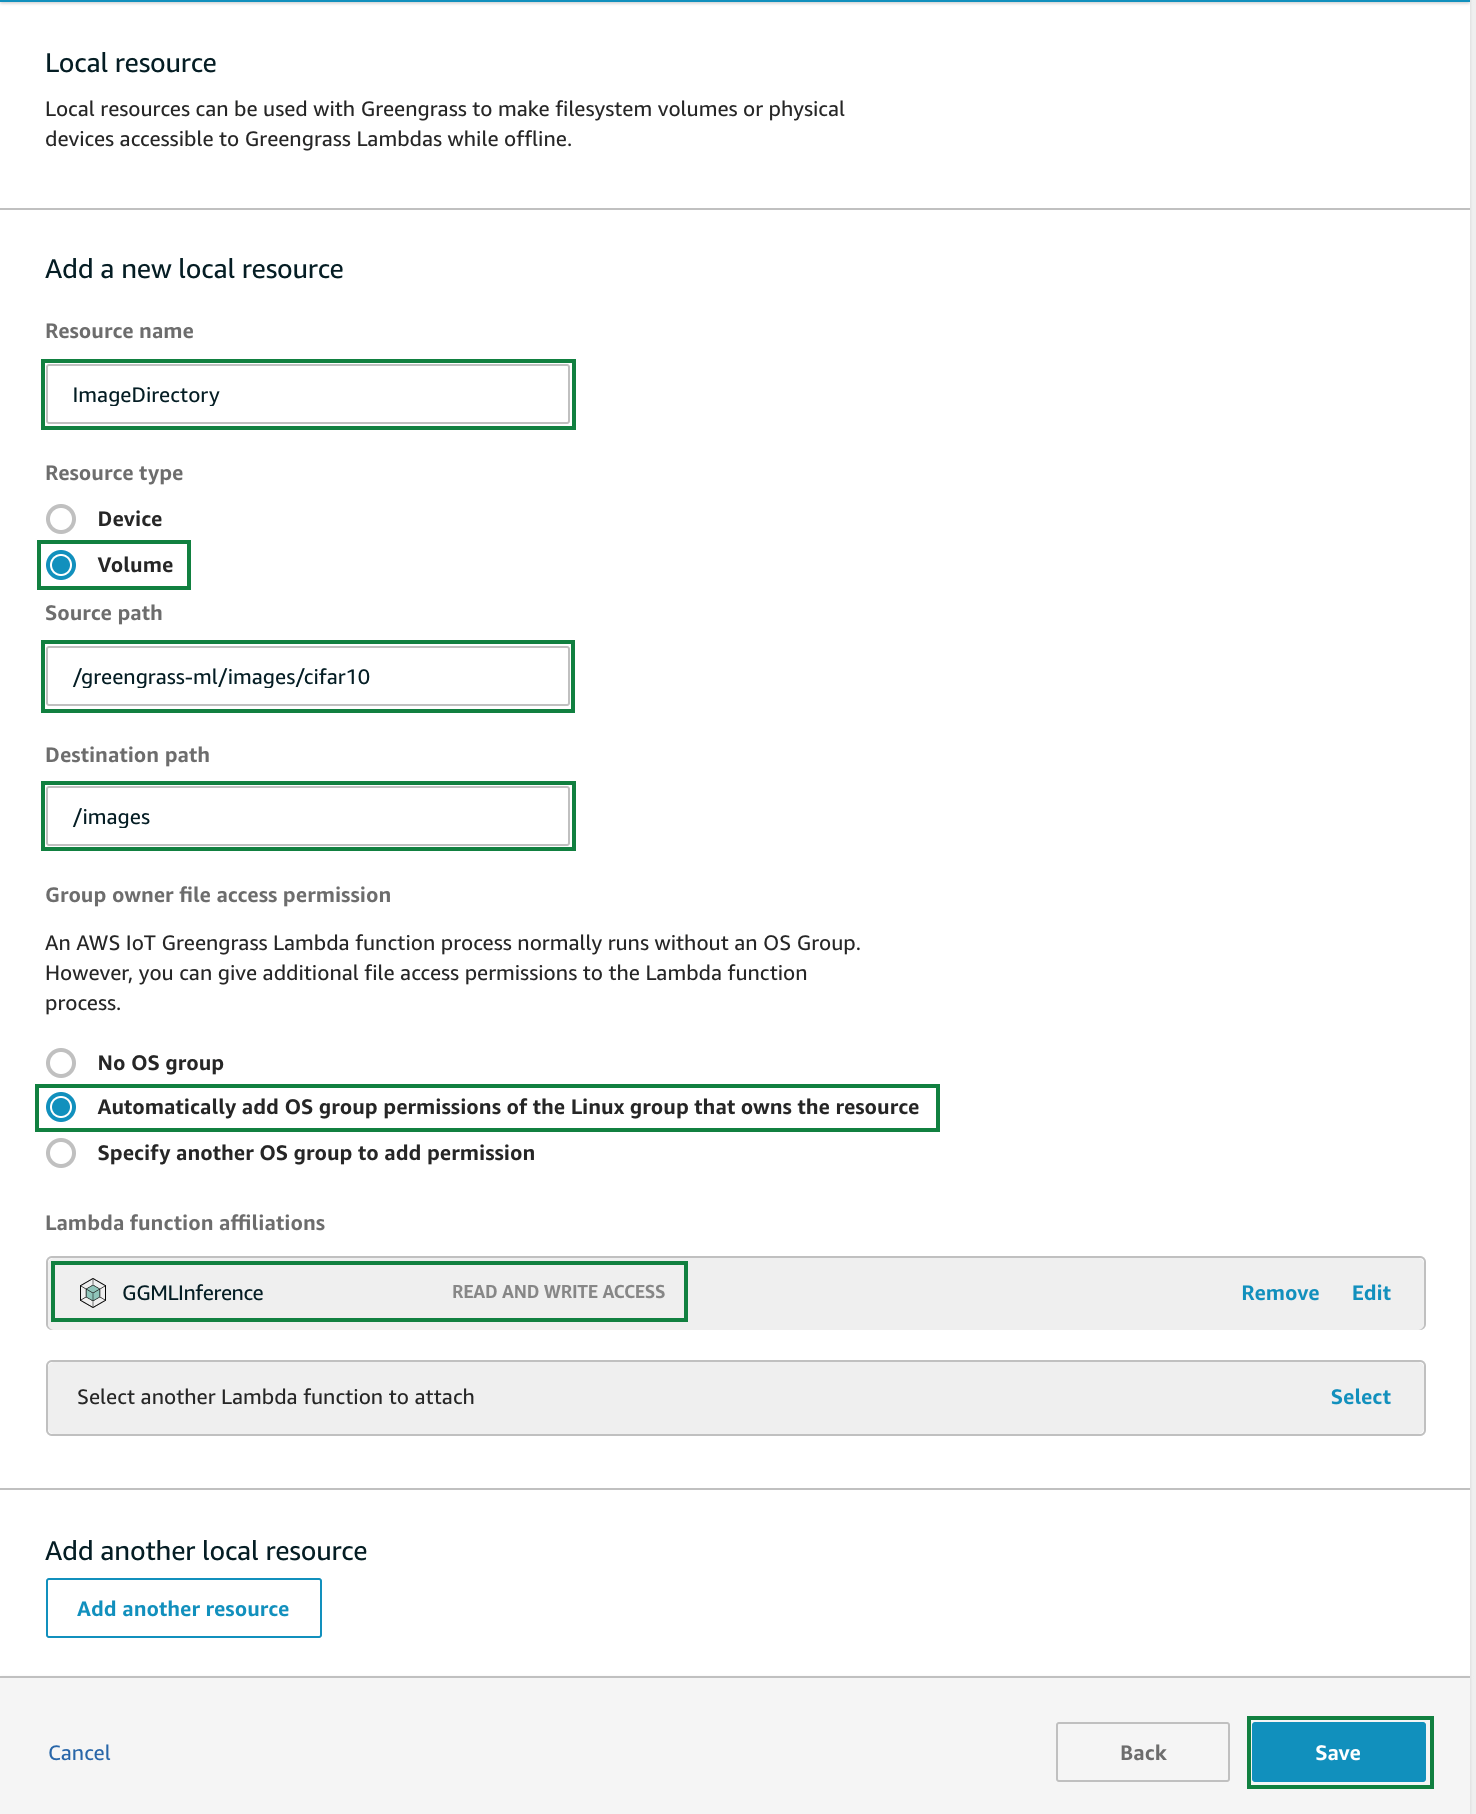 Local resource
Local resources can be used with Greengrass to make filesystem volumes or physical
devices accessible to Greengrass Lambdas while offline.
Add a new local resource
Resource name
ImageDirectory
Resource type
Device
Volume
Source path
/greengrass-ml/images/cifar10
Destination path
/images
Group owner file access permission
An AWS IoT Greengrass Lambda function process normally runs without an OS Group.
However, you can give additional file access permissions to the Lambda function
process.
No OS group
Automatically add OS group permissions of the Linux group that owns the resource
Specify another OS group to add permission
Lambda function affiliations
GGMLInference READ AND WRITE ACCESS Remove Edit
Select another Lambda function to attach Select
Add another local resource
Add another resource
Cancel Back Save